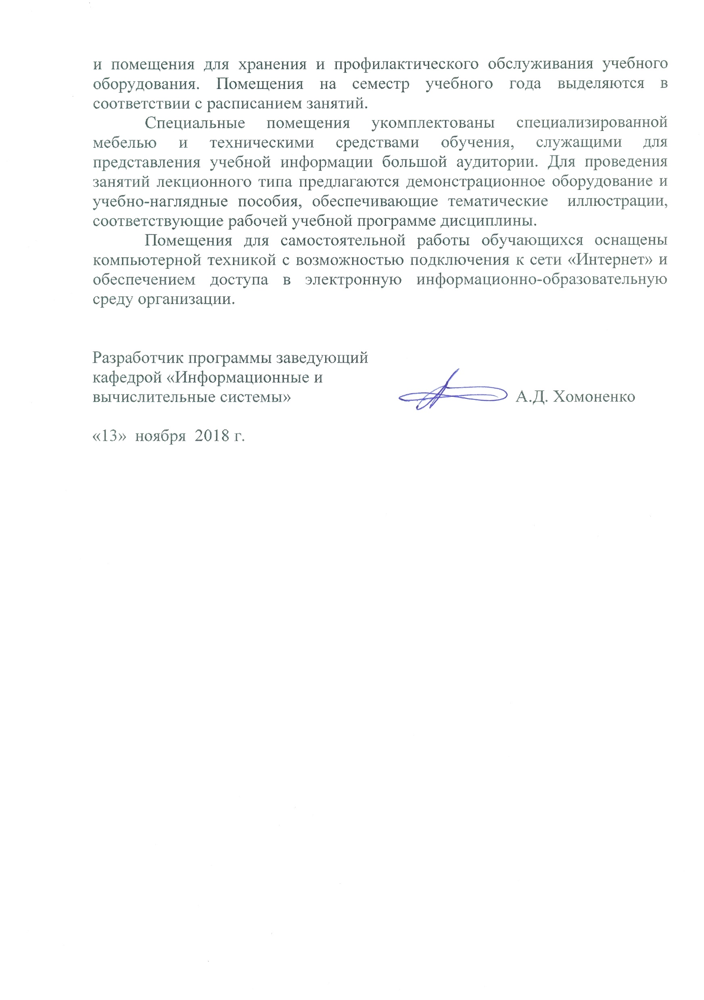 и помещения для хранения и профилактического обслуживания учебного
оборудования. Помещения на семестр учебного года выделяются в
соответствии с расписанием занятий.
Специальные помещения укомплектованы специализированной
мебелью и техническими средствами обучения, служащими для
представления учебной информации большой аудитории. Для проведения
занятий лекционного типа предлагаются демонстрационное оборудование и
учебно-наглядные пособия, обеспечивающие тематические иллюстрации,
соответствующие рабочей учебной программе дисциплины.
Помещения для самостоятельной работы обучающихся оснащены
компьютерной техникой с возможностью подключения к сети «Интернет» и
обеспечением доступа в электронную информационно-образовательную
среду организации.
Разработчик программы заведующий
кафедрой «Информационные и
вычислительные системы» А.Д. Хомоненко
«13» ноября 2018 г.